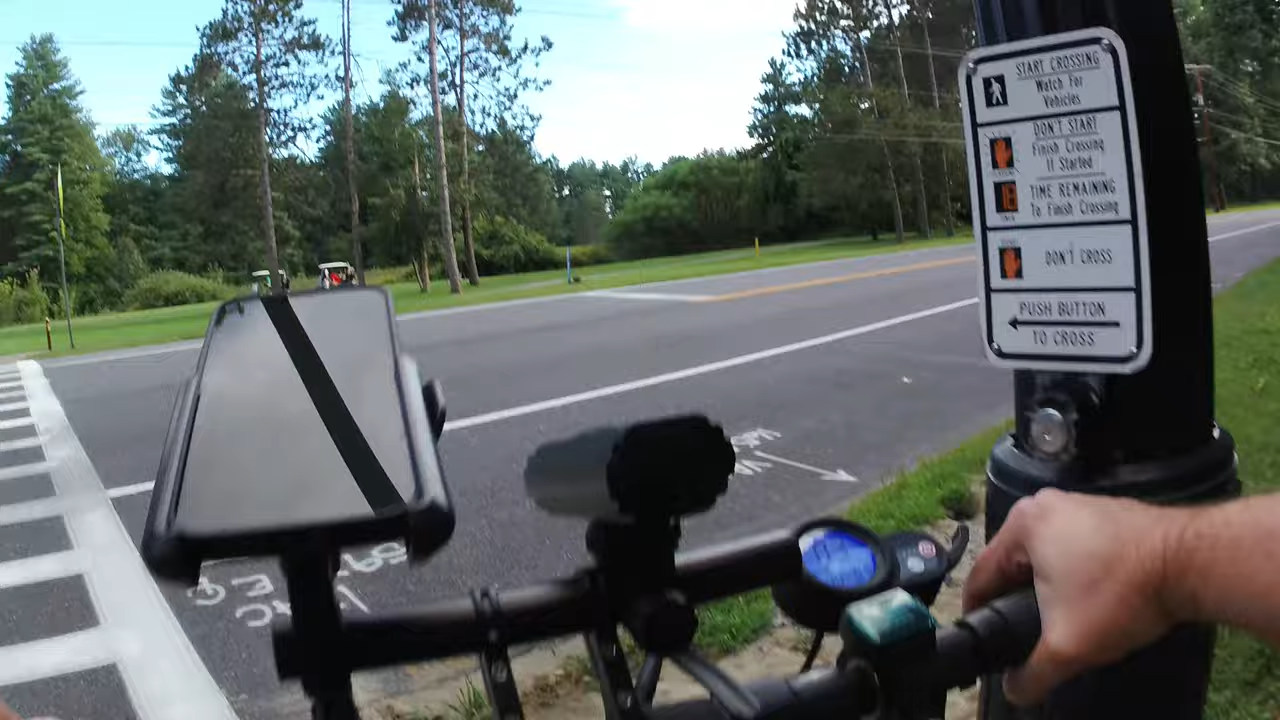 START CROSSING
Watch For
Vehicles
DON'T START
Finish Crossing
If Started
18
TIME REMAINING
To Finish Crossing
DON'T CROSS
PUSH BUTTON
TO CROSS